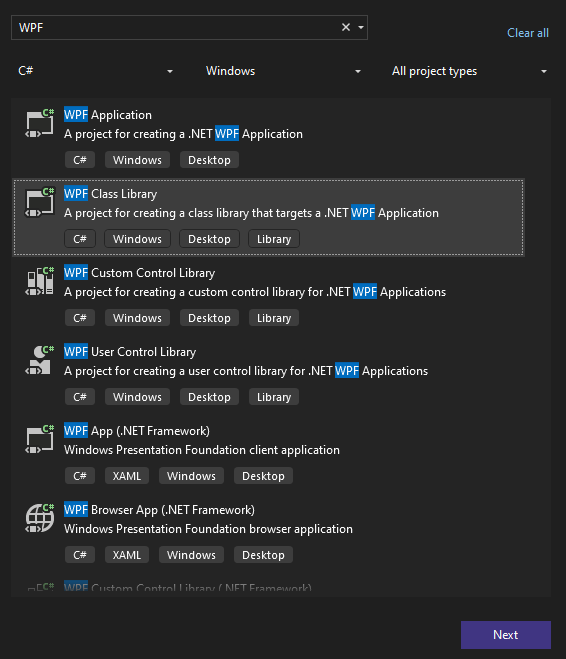 WPF
Clear all
C#
Windows
All project types
C#
WPF Application
A project for creating a .NET WPF Application
C# Windows Desktop
C#
WPF Class Library
A project for creating a class library that targets a .NET WPF Application
C# Windows Desktop Library
C#
WPF Custom Control Library
A project for creating a custom control library for .NET WPF Applications
C# Windows Desktop Library
C#
WPF User Control Library
A project for creating a user control library for .NET WPF Applications
C# Windows Desktop Library
C#
WPF App (.NET Framework)
Windows Presentation Foundation client application
C# XAML Windows Desktop
C#
WPF Browser App (.NET Framework)
Windows Presentation Foundation browser application
C# XAML Windows Desktop
C#
WPF Custom Control Library (.NET Framework)
Next